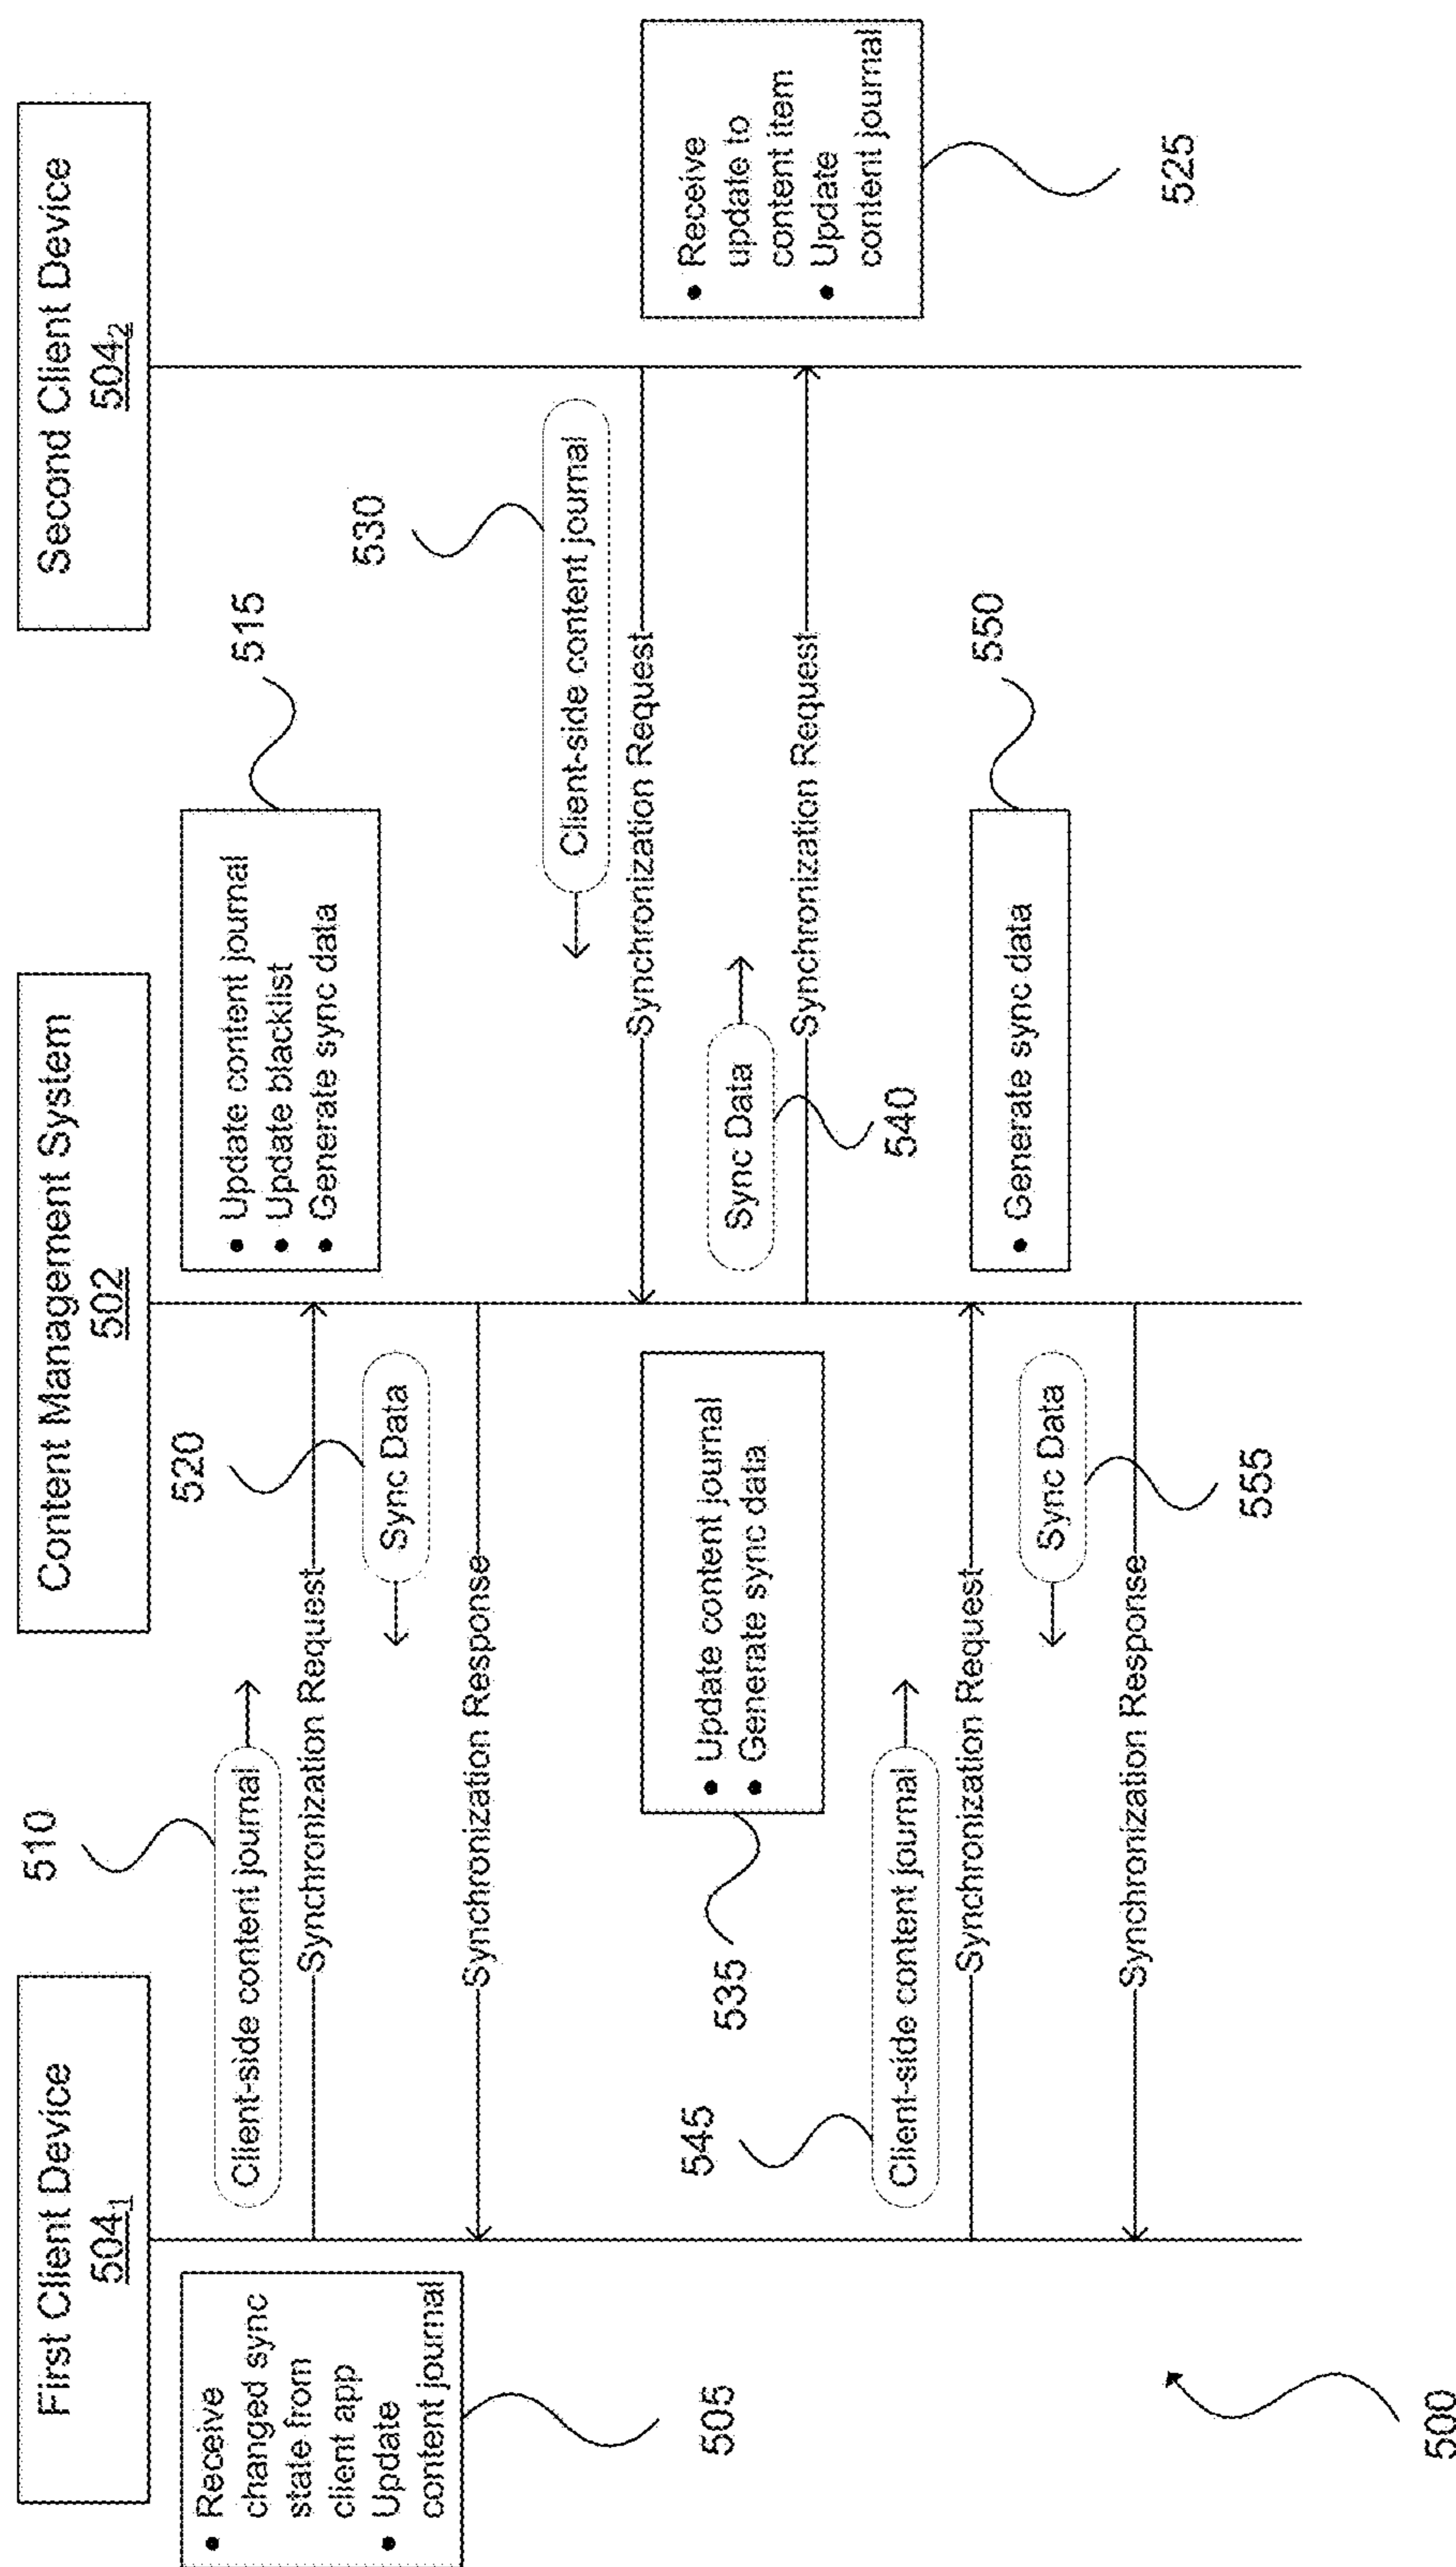 First Client Device
504₁
Content Management System
502
Second Client Device
504₂
• Receive
changed sync
state from
client app
• Update
content journal
505
510
Client-side content journal
Synchronization Request
• Update content journal
• Update blacklist
• Generate sync data
515
520
Sync Data
Synchronization Response
530
Client-side content journal
Synchronization Request
• Receive
update to
content item
• Update
content journal
525
• Update content journal
• Generate sync data
535
Sync Data
540
Synchronization Request
545
Client-side content journal
Synchronization Request
• Generate sync data
550
Sync Data
555
Synchronization Response
500